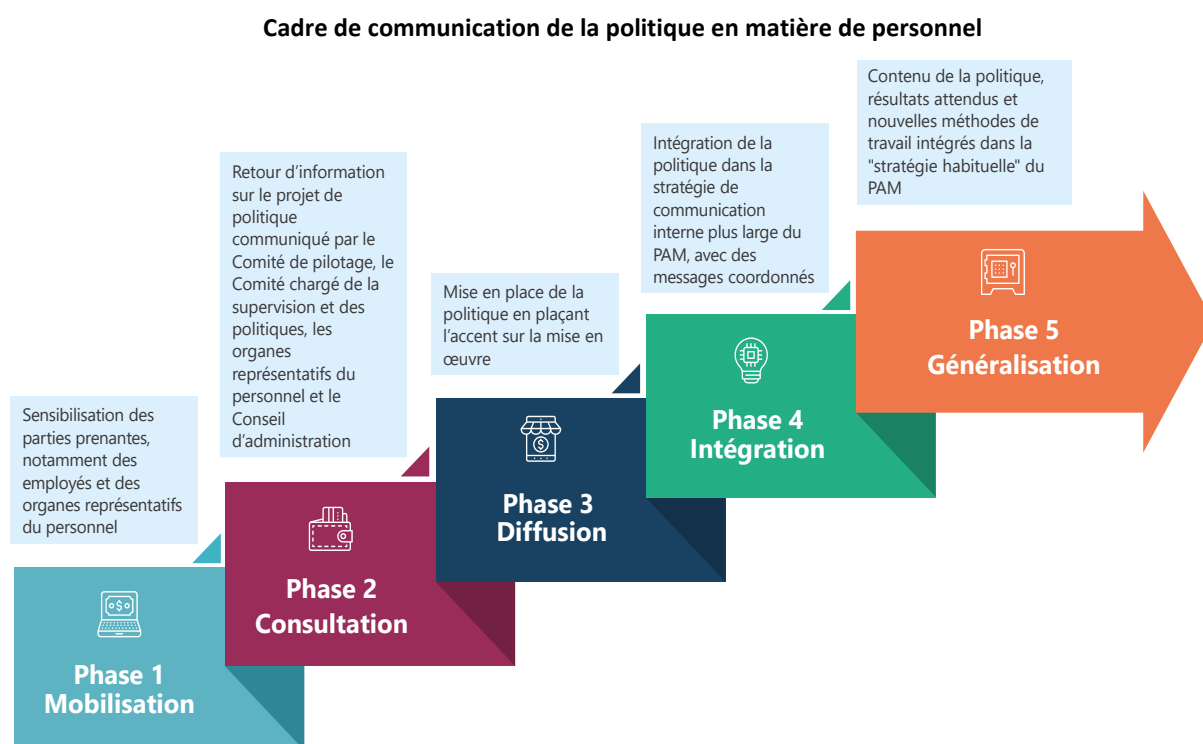 Cadre de communication de la politique en matière de personnel
Sensibilisation des
parties prenantes,
notamment des
employés et des
organes représentatifs
du personnel
Phase 1
Mobilisation
Retour d'information
sur le projet de
politique
communiqué par le
Comité de pilotage, le
Comité chargé de la
supervision et des
politiques, les
organes
représentatifs du
personnel et le
Conseil
d'administration
Phase 2
Consultation
Mise en place de la
politique en plaçant
l'accent sur la mise en
œuvre
Phase 3
Diffusion
Intégration de la
politique dans la
stratégie de
communication
interne plus large du
PAM, avec des
messages coordonnés
Phase 4
Intégration
Contenu de la politique,
résultats attendus et
nouvelles méthodes de
travail intégrés dans la
"stratégie habituelle" du
PAM
Phase 5
Généralisation